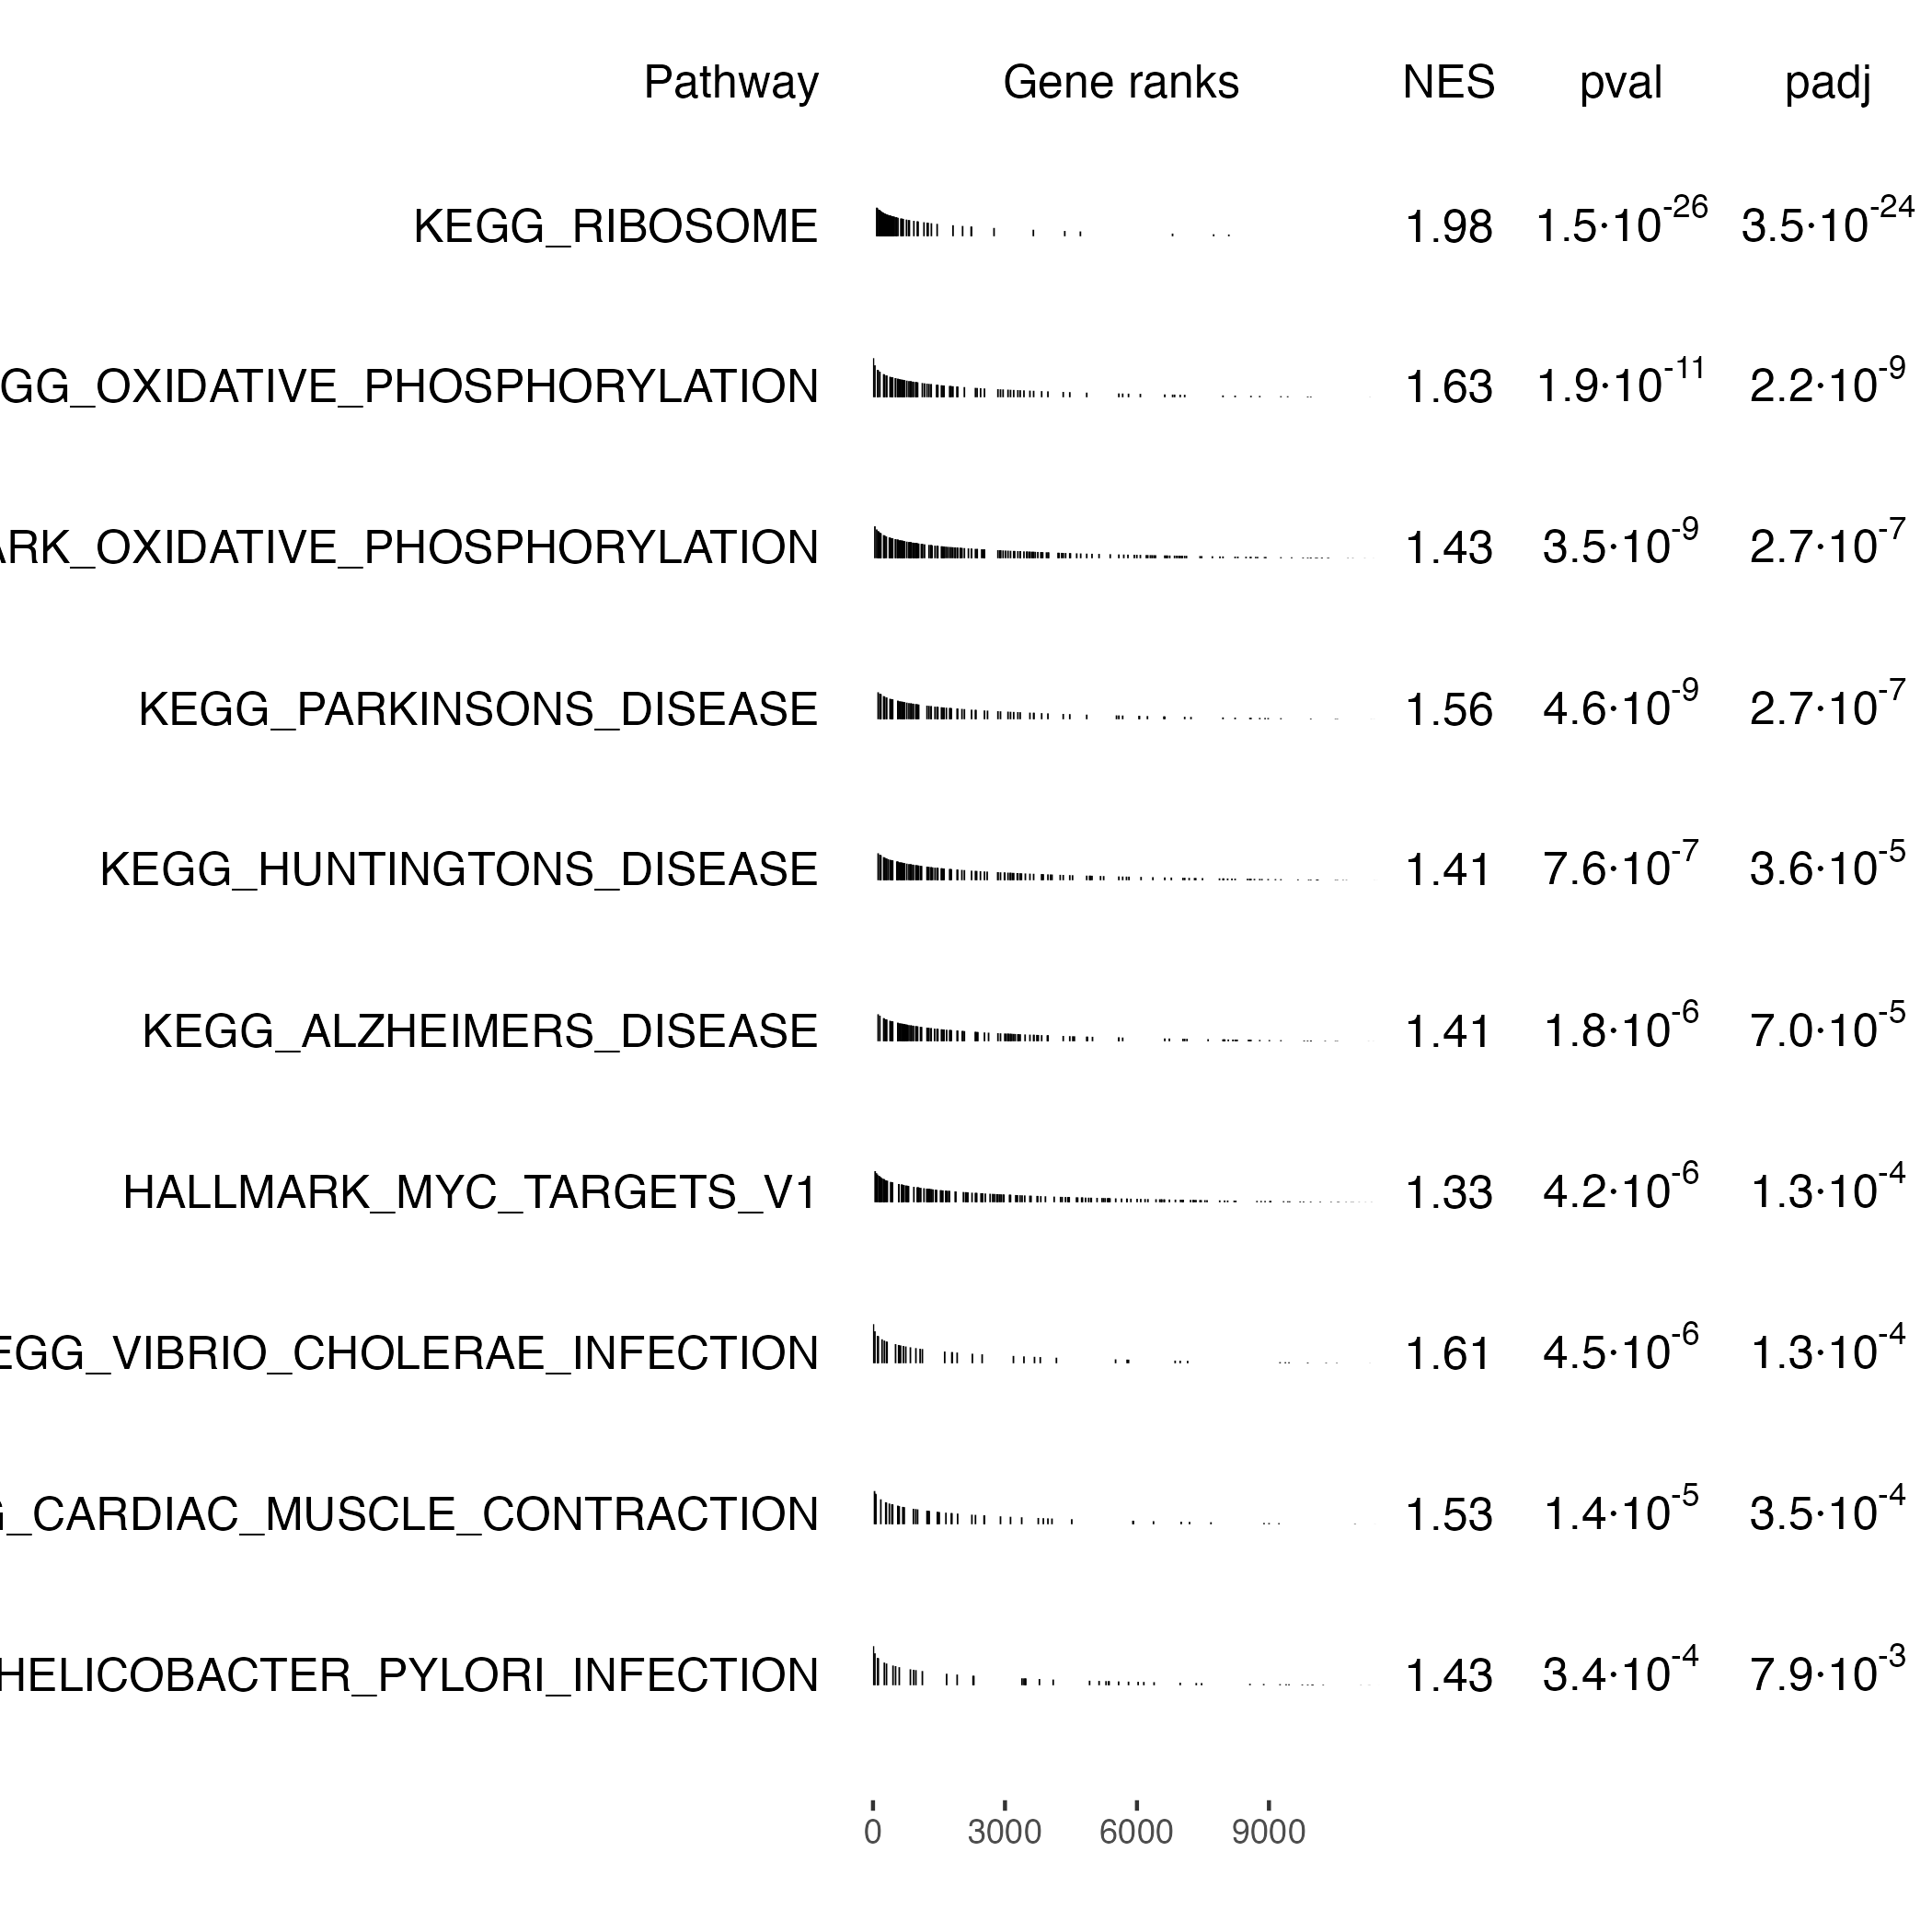 Pathway Gene ranks NES pval padj
KEGG_RIBOSOME 1.98 1.5·10^-26 3.5·10^-24
GG_OXIDATIVE_PHOSPHORYLATION 1.63 1.9·10^-11 2.2·10^-9
ARK_OXIDATIVE_PHOSPHORYLATION 1.43 3.5·10^-9 2.7·10^-7
KEGG_PARKINSONS_DISEASE 1.56 4.6·10^-9 2.7·10^-7
KEGG_HUNTINGTONS_DISEASE 1.41 7.6·10^-7 3.6·10^-5
KEGG_ALZHEIMERS_DISEASE 1.41 1.8·10^-6 7.0·10^-5
HALLMARK_MYC_TARGETS_V1 1.33 4.2·10^-6 1.3·10^-4
EGG_VIBRIO_CHOLERAE_INFECTION 1.61 4.5·10^-6 1.3·10^-4
G_CARDIAC_MUSCLE_CONTRACTION 1.53 1.4·10^-5 3.5·10^-4
HELICOBACTER_PYLORI_INFECTION 1.43 3.4·10^-4 7.9·10^-3
0 3000 6000 9000